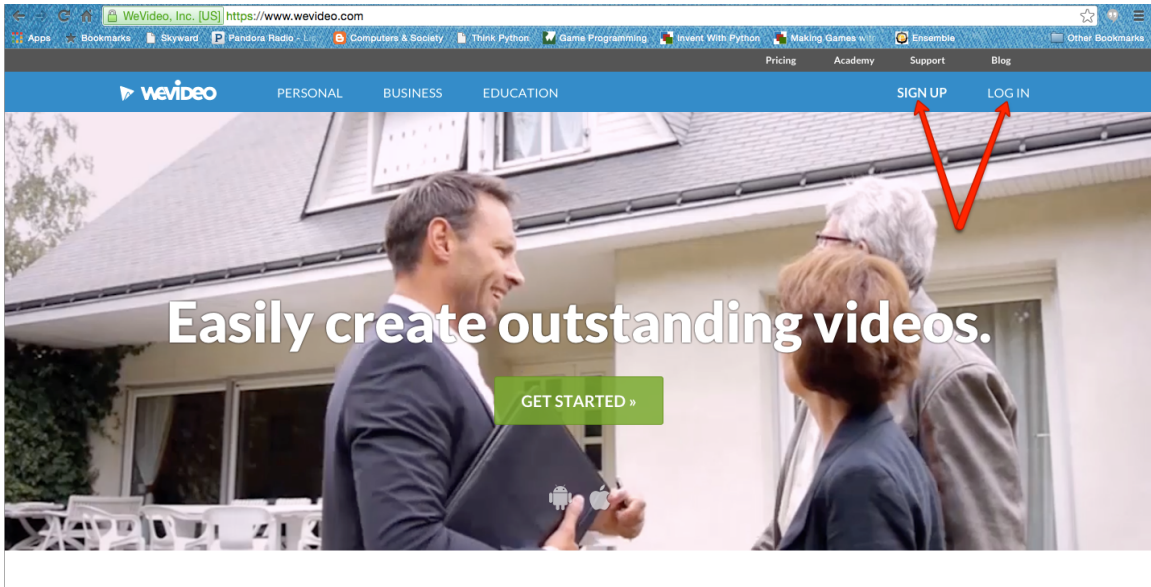 WeVideo, Inc. [US] https://www.wevideo.com
Apps Bookmarks Skyward Pandora Radio - Computers & Society Think Python Game Programming Invent With Python Making Games with Ensemble Other Bookmarks
Pricing Academy Support Blog
WEVIDEO PERSONAL BUSINESS EDUCATION SIGN UP LOG IN
Easily create outstanding videos.
GET STARTED »